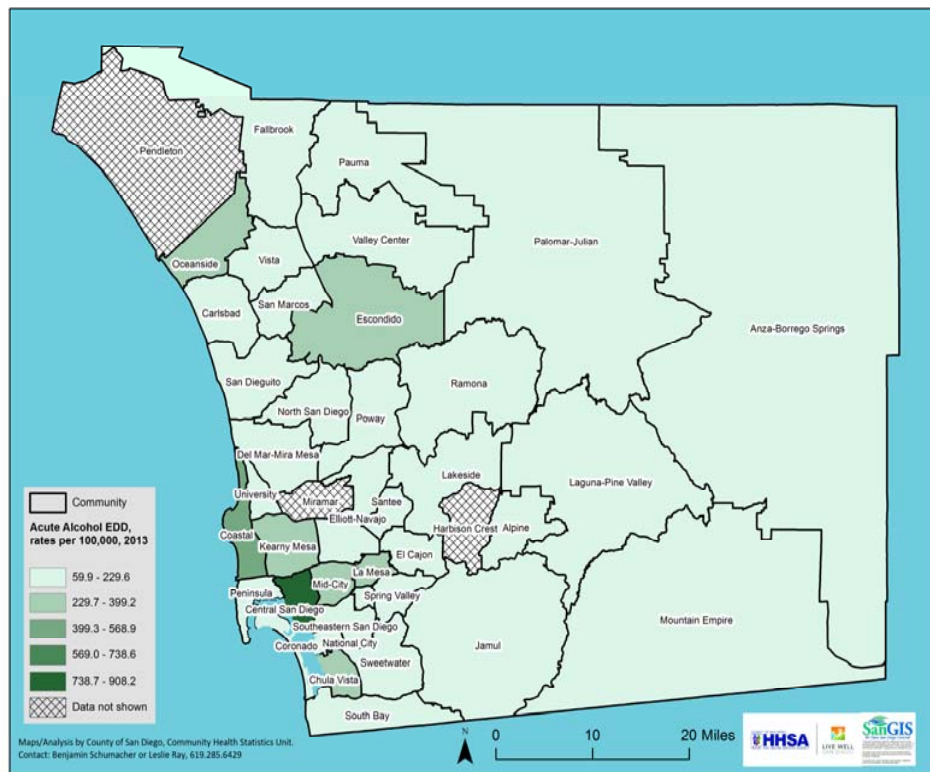 Fallbrook
Pendleton
Pauma
Valley Center
Palomar-Julian
Oceanside
Vista
Carlsbad
San Marcos
Escondido
Anza-Borrego Springs
San Dieguito
Ramona
North San Diego
Poway
Del Mar-Mira Mesa
Lakeside
Laguna-Pine Valley
University
Miramar
Santee
Elliott-Navajo
Harbison Crest
Alpine
Coastal
Kearny Mesa
El Cajon
La Mesa
Mid-City
Peninsula
Spring Valley
Central San Diego
Southeastern San Diego
Mountain Empire
Coronado
National City
Jamul
Sweetwater
Chula Vista
South Bay
Community
Acute Alcohol EDD,
rates per 100,000, 2013
59.9 - 229.6
229.7 - 399.2
399.3 - 568.9
569.0 - 738.6
738.7 - 908.2
Data not shown
Maps/Analysis by County of San Diego, Community Health Statistics Unit.
Contact: Benjamin Schumacher or Leslie Ray, 619.285.6429
N
0 10 20 Miles
HHSA
LIVE WELL
SAN DIEGO
SanGIS